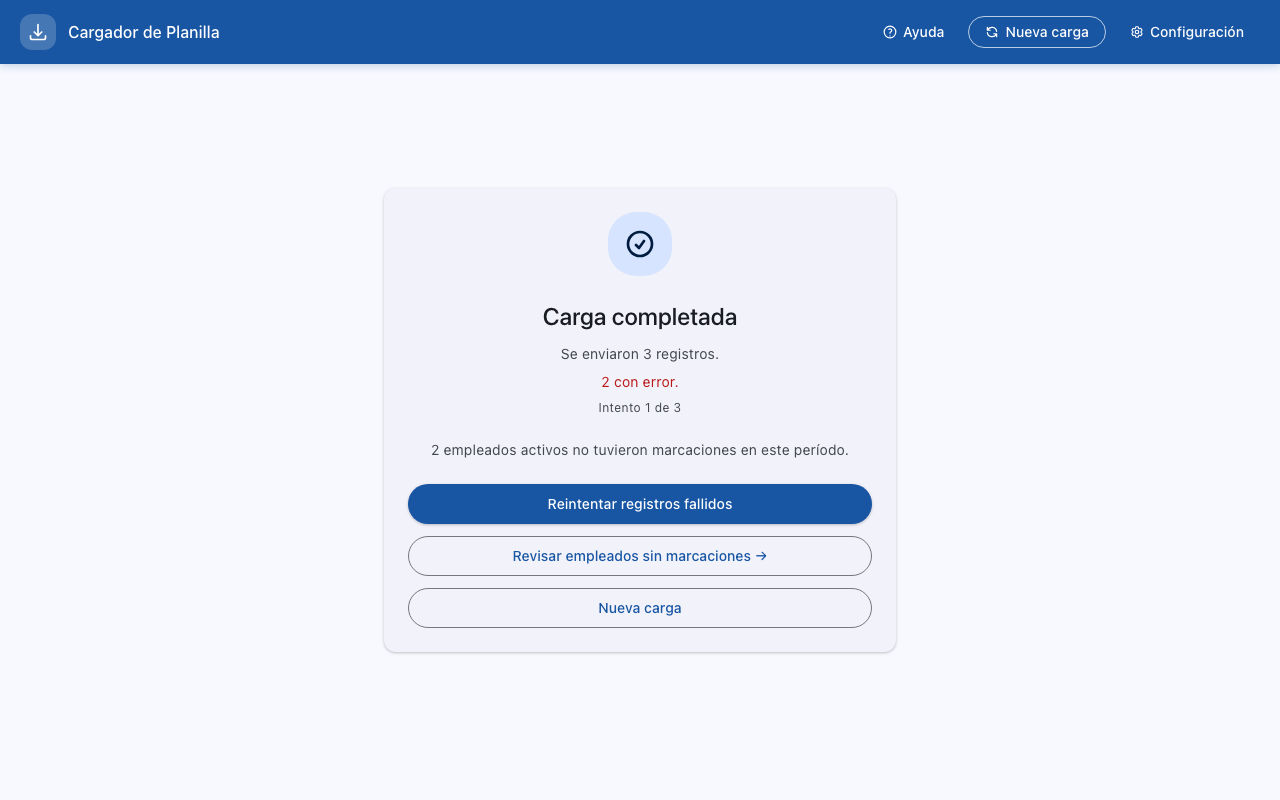 Cargador de Planilla
Ayuda
Nueva carga
Configuración
Carga completada
Se enviaron 3 registros.
2 con error.
Intento 1 de 3
2 empleados activos no tuvieron marcaciones en este período.
Reintentar registros fallidos
Revisar empleados sin marcaciones →
Nueva carga